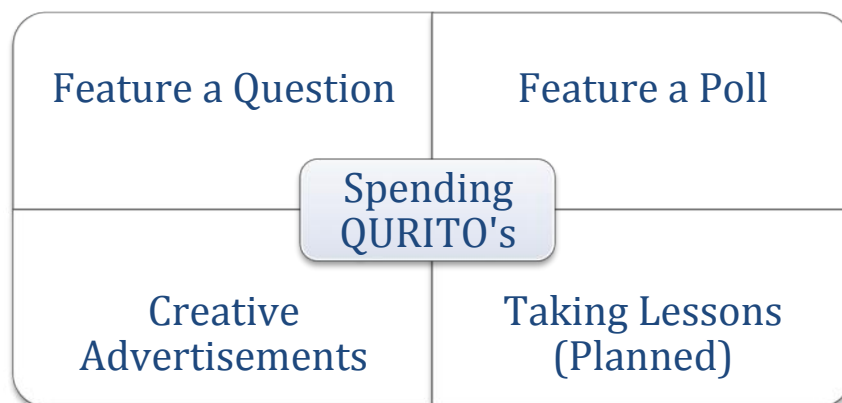 Feature a Question
Feature a Poll
Spending
QURITO's
Creative
Advertisements
Taking Lessons
(Planned)